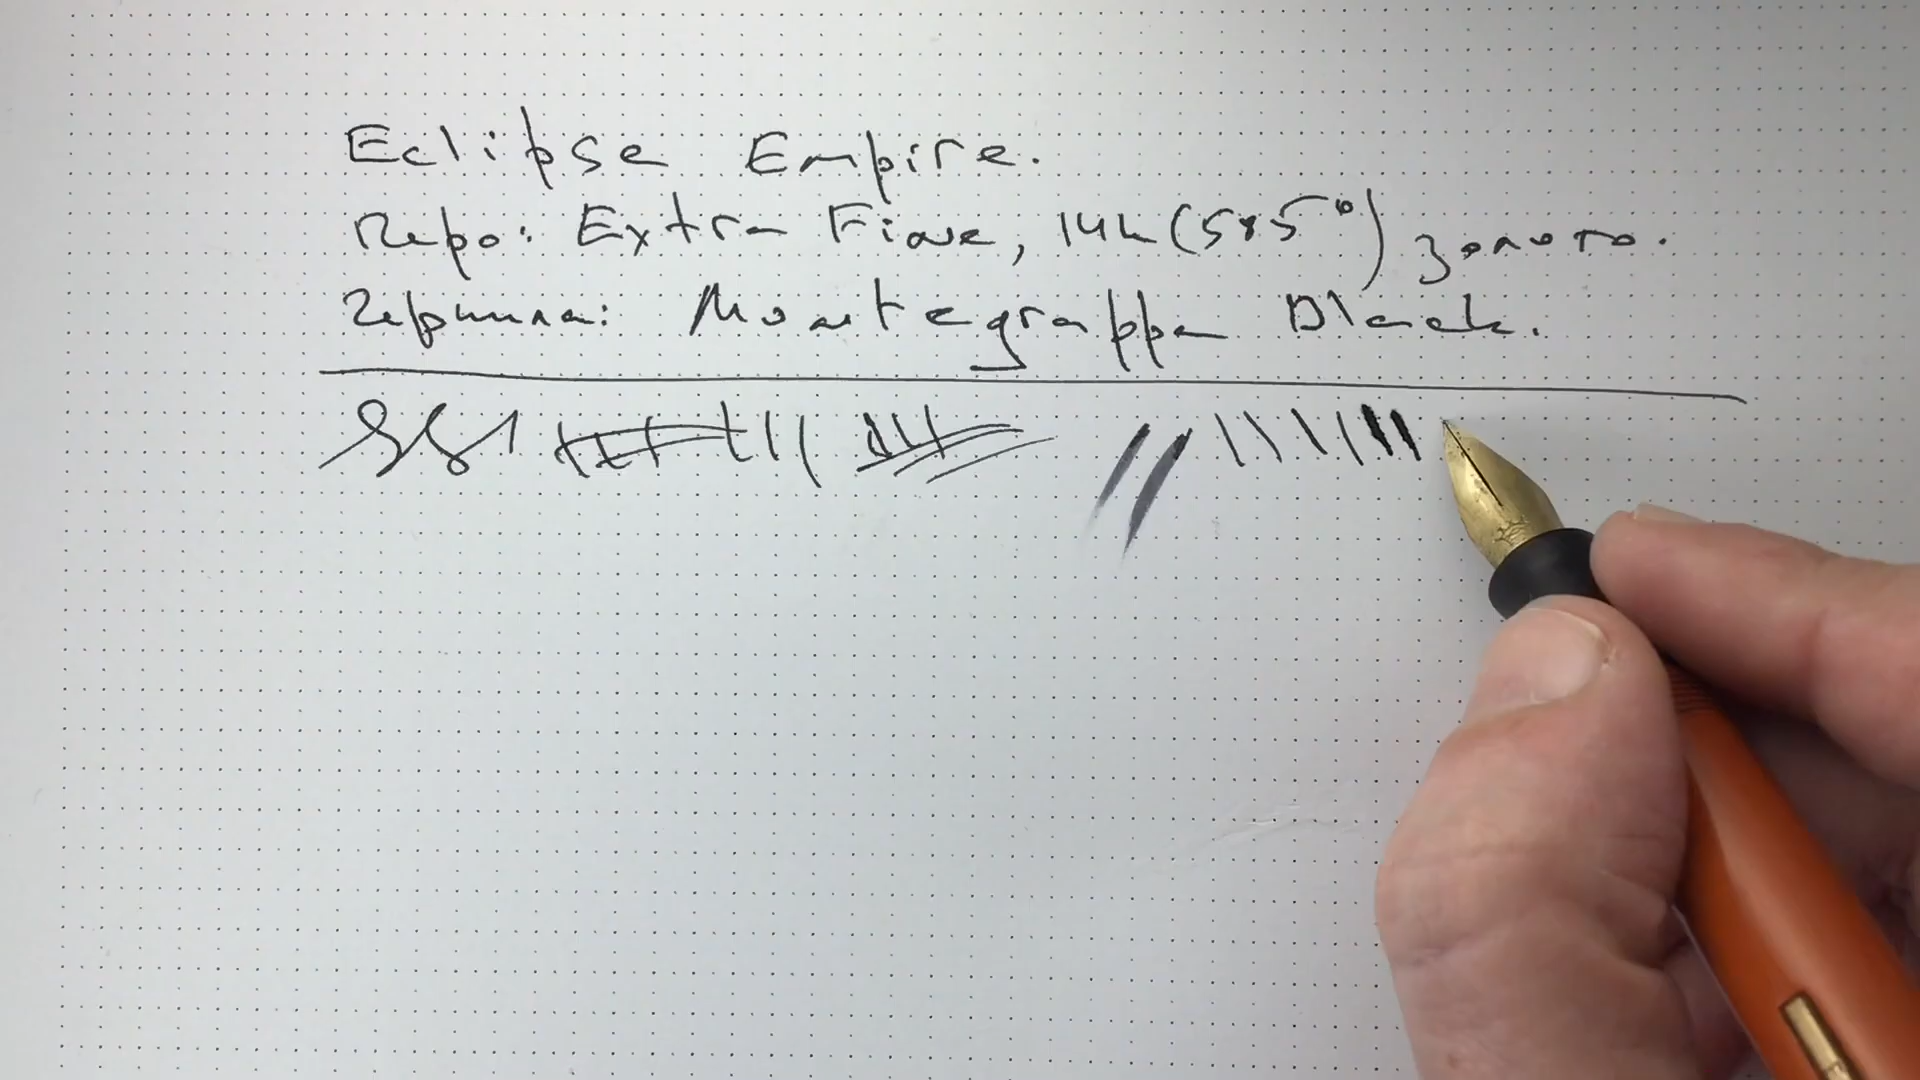 Eclipse Empire.
Перо: Extra Fine, 14k (585°) золото.
Чернила: Montegrappa Black.